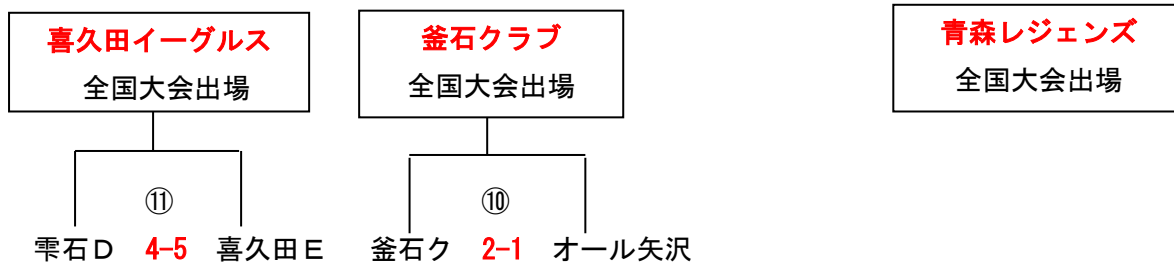 喜久田イーグルス
全国大会出場
釜石クラブ
全国大会出場
青森レジェンズ
全国大会出場
⑪
雫石Ｄ 4-5 喜久田Ｅ
⑩
釜石ク 2-1 オール矢沢